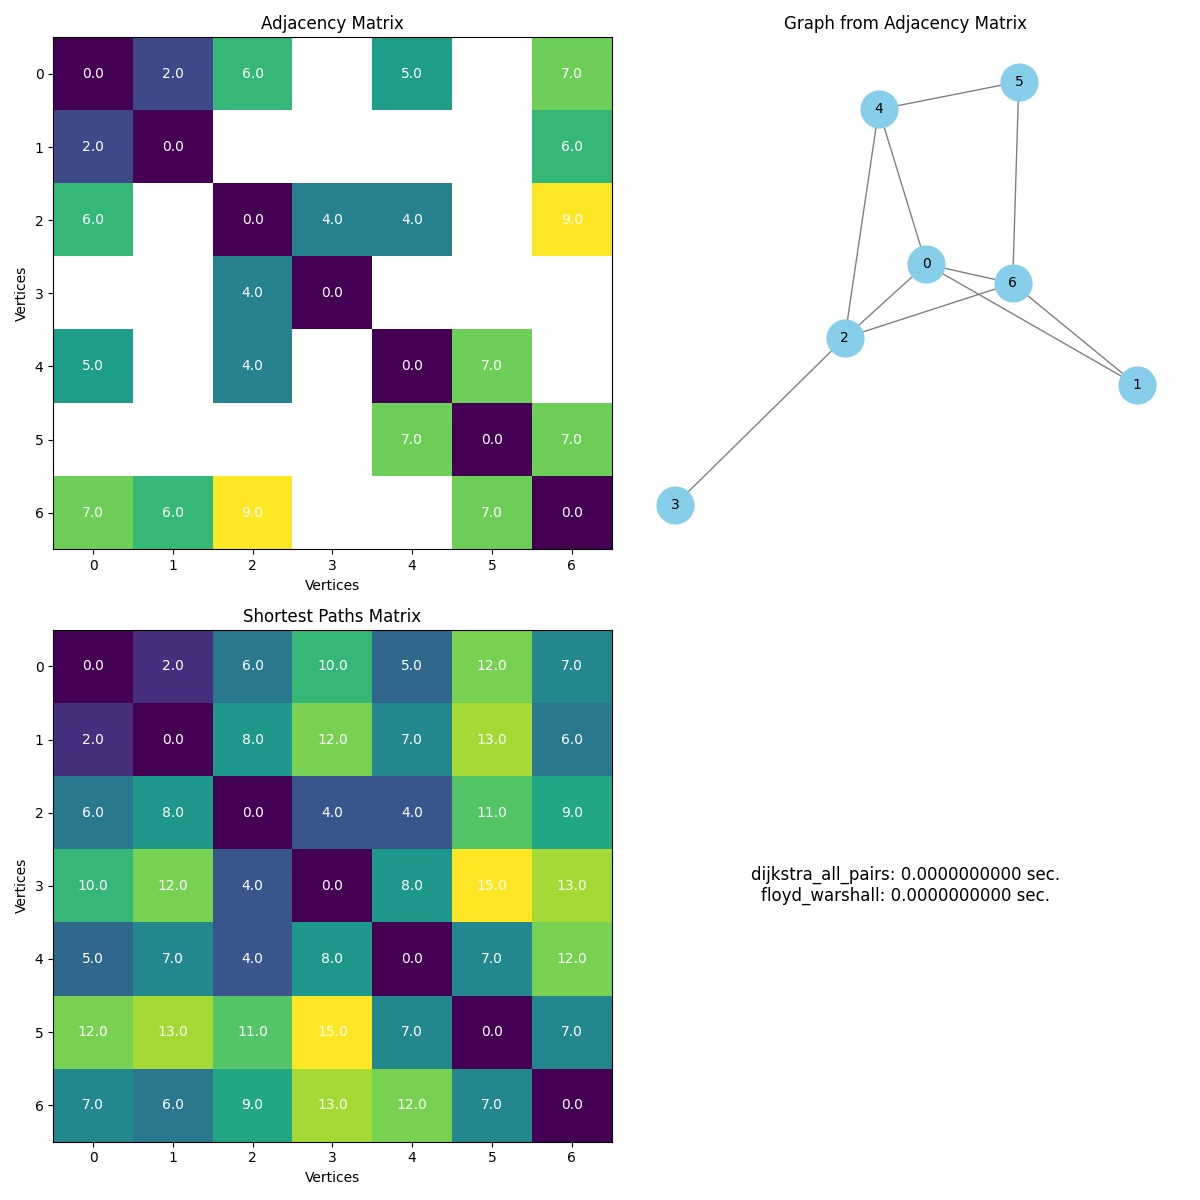 Adjacency Matrix
Vertices
0 0.0 2.0 6.0 5.0 7.0
1 2.0 0.0 6.0
2 6.0 0.0 4.0 4.0 9.0
3 4.0 0.0
4 5.0 4.0 0.0 7.0
5 7.0 0.0 7.0
6 7.0 6.0 9.0 7.0 0.0
0 1 2 3 4 5 6
Vertices
Graph from Adjacency Matrix
5
4
0
6
2
1
3
Shortest Paths Matrix
Vertices
0 0.0 2.0 6.0 10.0 5.0 12.0 7.0
1 2.0 0.0 8.0 12.0 7.0 13.0 6.0
2 6.0 8.0 0.0 4.0 4.0 11.0 9.0
3 10.0 12.0 4.0 0.0 8.0 15.0 13.0
4 5.0 7.0 4.0 8.0 0.0 7.0 12.0
5 12.0 13.0 11.0 15.0 7.0 0.0 7.0
6 7.0 6.0 9.0 13.0 12.0 7.0 0.0
0 1 2 3 4 5 6
Vertices
dijkstra_all_pairs: 0.0000000000 sec.
floyd_warshall: 0.0000000000 sec.